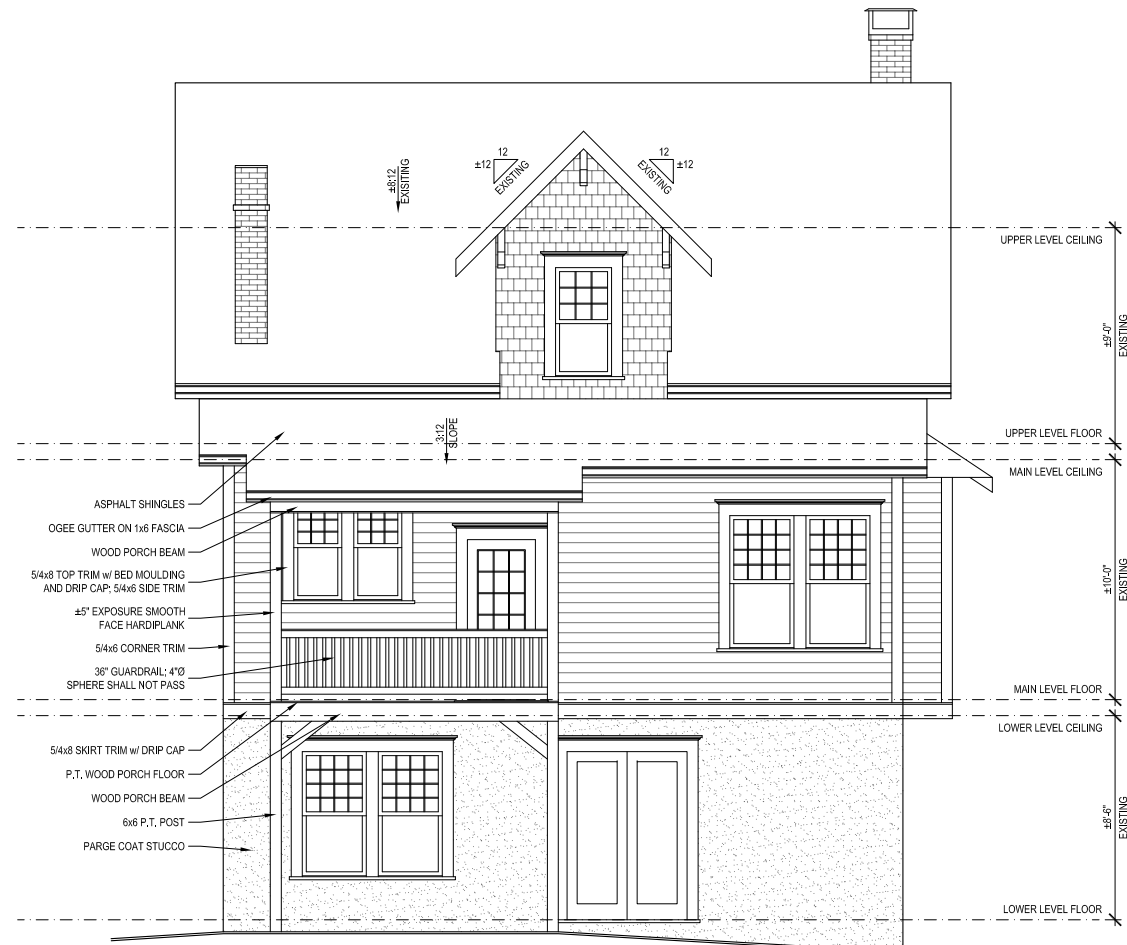 12
±12
EXISTING
12
±12
EXISTING
±8:12
EXISITING
UPPER LEVEL CEILING
±9'-0"
EXISTING
3:12
SLOPE
UPPER LEVEL FLOOR
MAIN LEVEL CEILING
ASPHALT SHINGLES
OGEE GUTTER ON 1x6 FASCIA
WOOD PORCH BEAM
5/4x8 TOP TRIM w/ BED MOULDING
AND DRIP CAP; 5/4x6 SIDE TRIM
±5" EXPOSURE SMOOTH
FACE HARDIPLANK
5/4x6 CORNER TRIM
36" GUARDRAIL; 4"Ø
SPHERE SHALL NOT PASS
±10'-0"
EXISTING
MAIN LEVEL FLOOR
LOWER LEVEL CEILING
5/4x8 SKIRT TRIM w/ DRIP CAP
P.T. WOOD PORCH FLOOR
WOOD PORCH BEAM
6x6 P.T. POST
PARGE COAT STUCCO
±8'-6"
EXISTING
LOWER LEVEL FLOOR